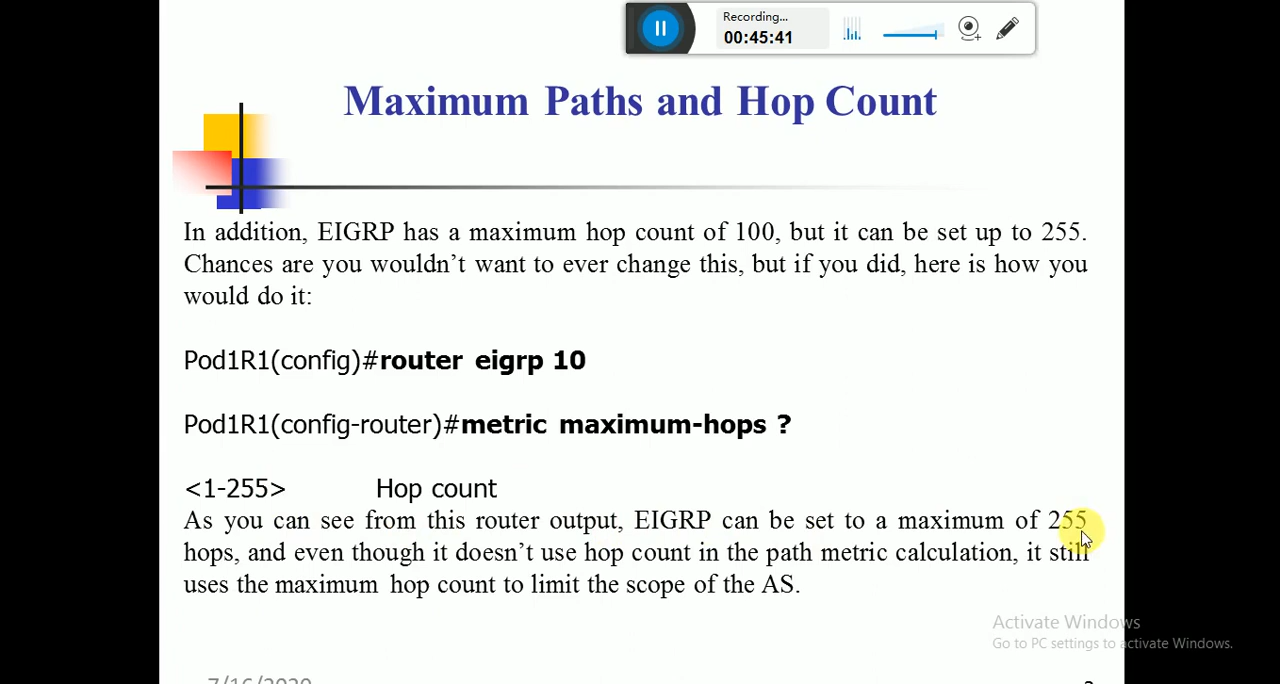 Recording...
00:45:41
Maximum Paths and Hop Count
In addition, EIGRP has a maximum hop count of 100, but it can be set up to 255.
Chances are you wouldn't want to ever change this, but if you did, here is how you
would do it:
Pod1R1(config)#router eigrp 10
Pod1R1(config-router)#metric maximum-hops ?
<1-255> Hop count
As you can see from this router output, EIGRP can be set to a maximum of 255
hops, and even though it doesn't use hop count in the path metric calculation, it still
uses the maximum hop count to limit the scope of the AS.
Activate Windows
Go to PC settings to activate Windows.
7/16/2020